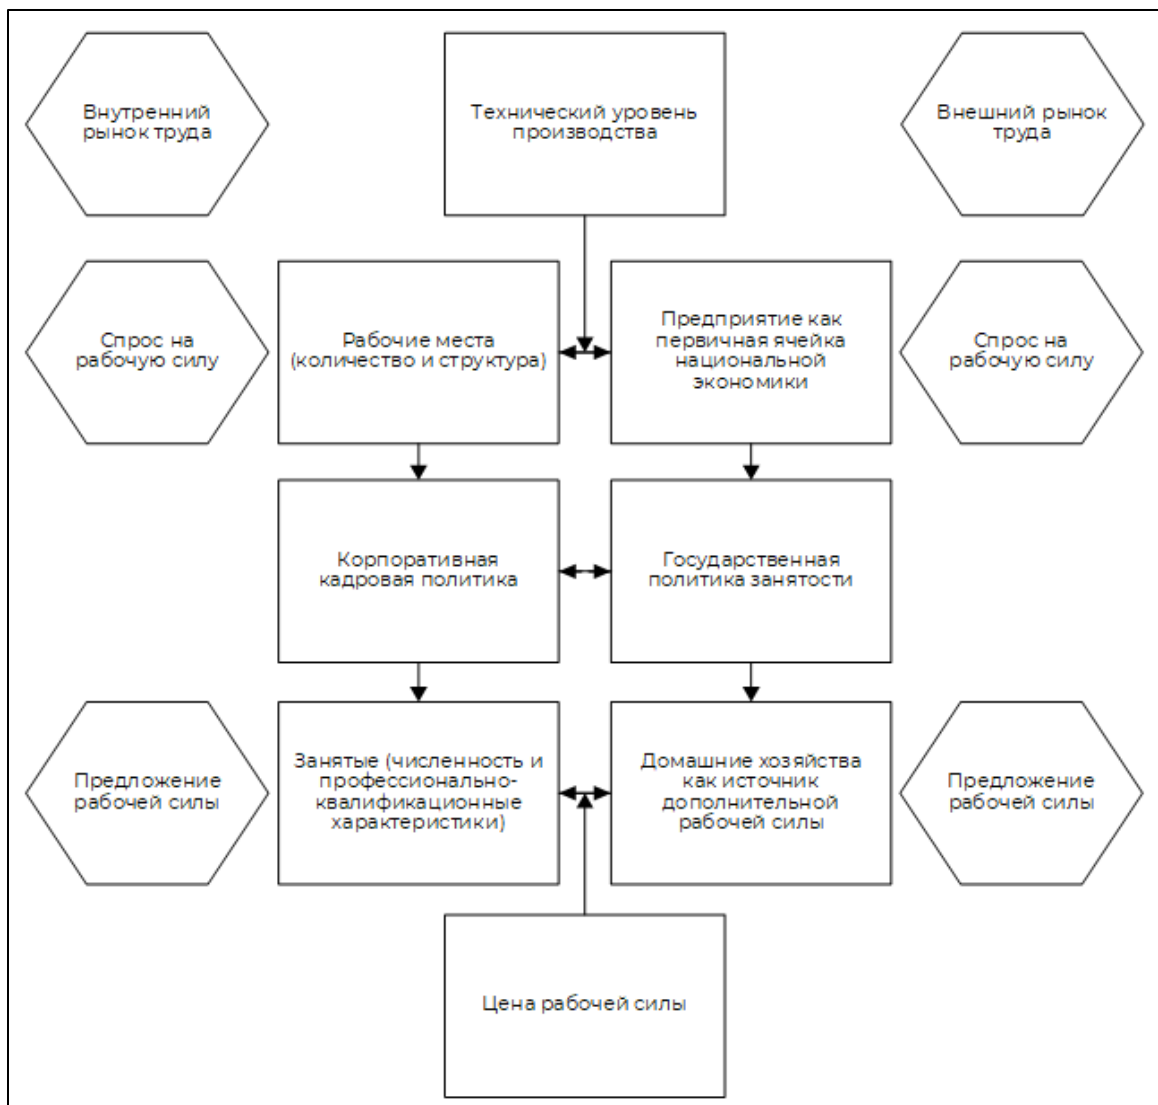 Внутренний
рынок труда
Технический уровень
производства
Внешний рынок
труда
Спрос на
рабочую силу
Рабочие места
(количество и структура)
Предприятие как
первичная ячейка
национальной
экономики
Спрос на
рабочую силу
Корпоративная
кадровая политика
Государственная
политика занятости
Предложение
рабочей силы
Занятые (численность и
профессионально-
квалификационные
характеристики)
Домашние хозяйства
как источник
дополнительной
рабочей силы
Предложение
рабочей силы
Цена рабочей силы